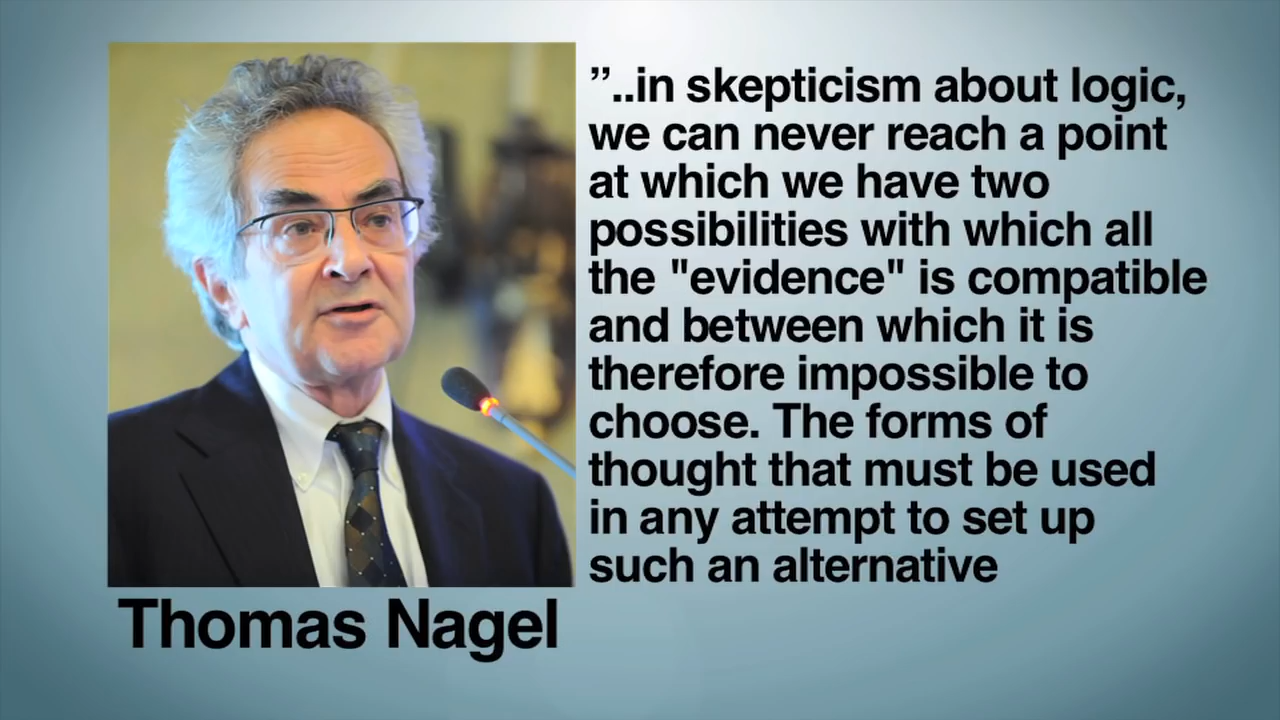 ”..in skepticism about logic,
we can never reach a point
at which we have two
possibilities with which all
the "evidence" is compatible
and between which it is
therefore impossible to
choose. The forms of
thought that must be used
in any attempt to set up
such an alternative
Thomas Nagel